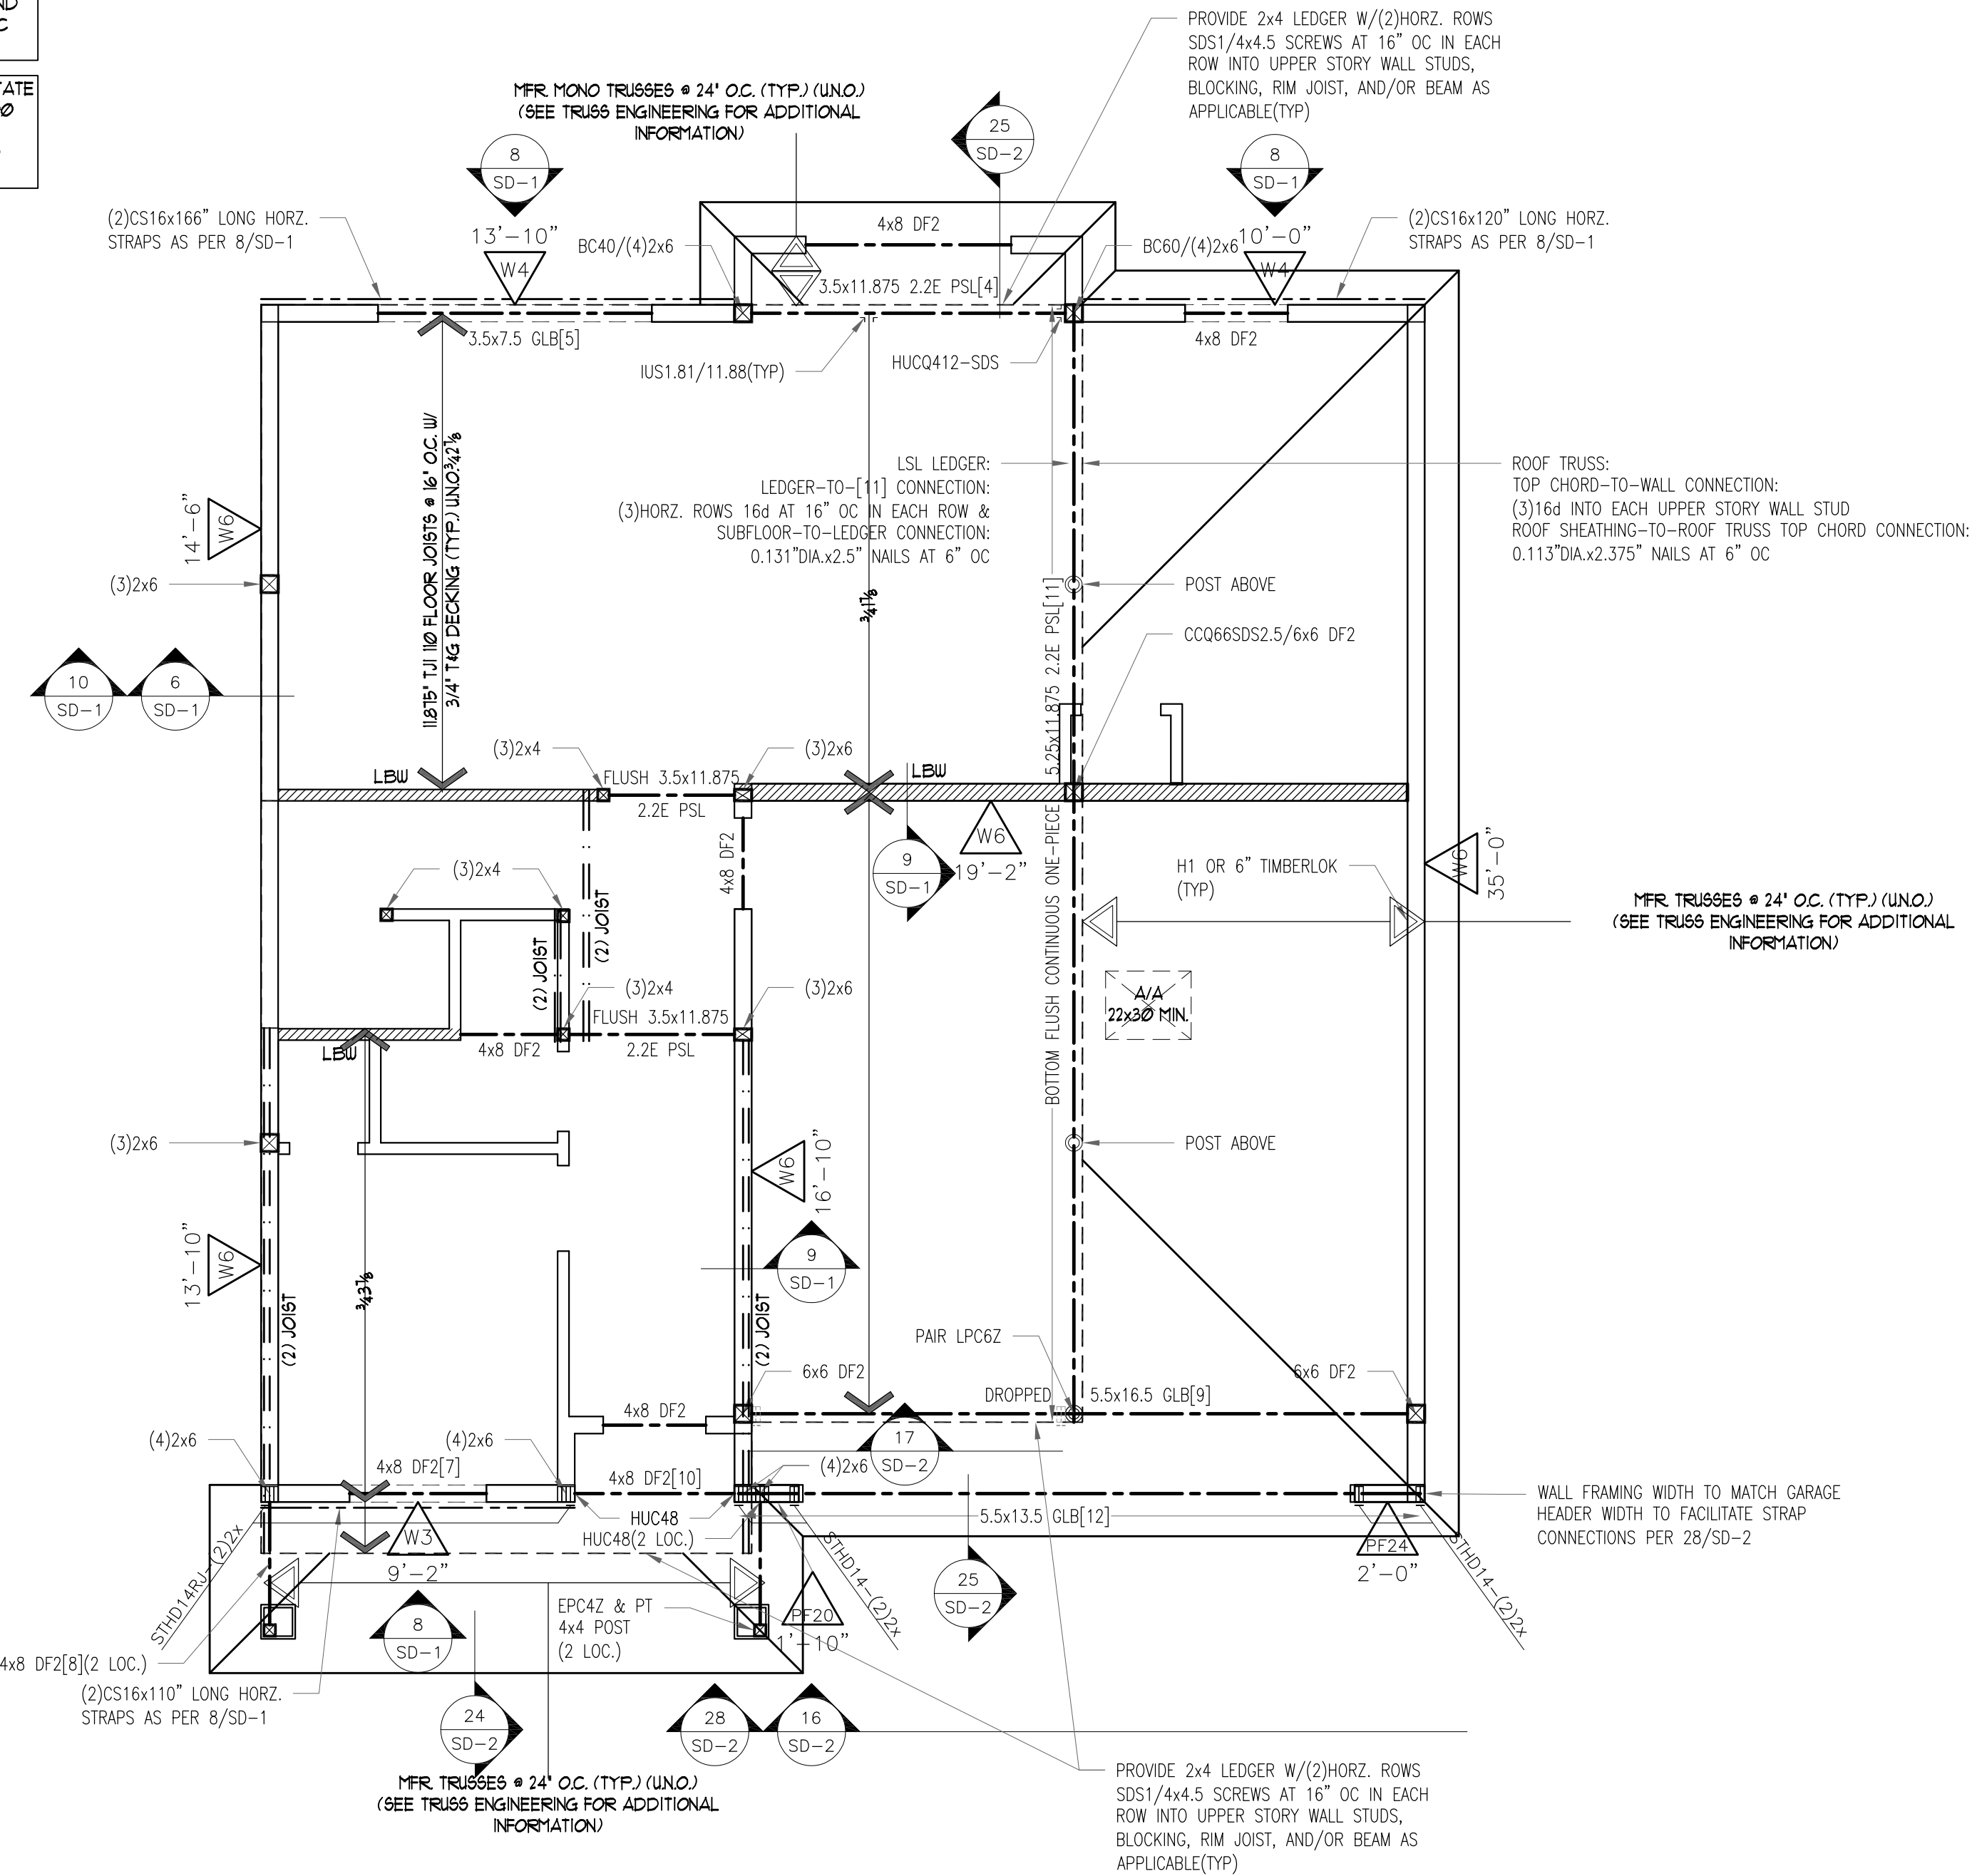 ND
C
TATE
Ø
PROVIDE 2x4 LEDGER W/(2)HORZ. ROWS
SDS1/4x4.5 SCREWS AT 16" OC IN EACH
ROW INTO UPPER STORY WALL STUDS,
BLOCKING, RIM JOIST, AND/OR BEAM AS
APPLICABLE(TYP)
MFR. MONO TRUSSES @ 24" O.C. (TYP.) (U.N.O.)
(SEE TRUSS ENGINEERING FOR ADDITIONAL
INFORMATION)
25
SD-2
8
SD-1
8
SD-1
(2)CS16x166" LONG HORZ.
STRAPS AS PER 8/SD-1
13'-10"
W4
BC40/(4)2x6
4x8 DF2
BC60/(4)2x6
10'-0"
W4
(2)CS16x120" LONG HORZ.
STRAPS AS PER 8/SD-1
3.5x11.875 2.2E PSL[4]
3.5x7.5 GLB[5]
IUS1.81/11.88(TYP)
HUCQ412-SDS
4x8 DF2
11.875" TJI 110 FLOOR JOISTS @ 16" O.C. W/
3/4" T&G DECKING (TYP.) U.N.O.
LSL LEDGER:
LEDGER-TO-[11] CONNECTION:
(3)HORZ. ROWS 16d AT 16" OC IN EACH ROW &
SUBFLOOR-TO-LEDGER CONNECTION:
0.131"DIA.x2.5" NAILS AT 6" OC
ROOF TRUSS:
TOP CHORD-TO-WALL CONNECTION:
(3)16d INTO EACH UPPER STORY WALL STUD
ROOF SHEATHING-TO-ROOF TRUSS TOP CHORD CONNECTION:
0.113"DIA.x2.375" NAILS AT 6" OC
14'-6"
W6
(3)2x6
POST ABOVE
CCQ66SDS2.5/6x6 DF2
10
SD-1
6
SD-1
BOTTOM FLUSH CONTINUOUS ONE-PIECE 5.25x11.875 2.2E PSL[11]
(3)2x4
(3)2x6
LBW
FLUSH 3.5x11.875
2.2E PSL
LBW
4x8 DF2
9
SD-1
W6
19'-2"
W6
35'-0"
(3)2x4
H1 OR 6" TIMBERLOK
(TYP)
MFR. TRUSSES @ 24" O.C. (TYP.) (U.N.O.)
(SEE TRUSS ENGINEERING FOR ADDITIONAL
INFORMATION)
(2) JOIST
(2) JOIST
(3)2x4
(3)2x6
A/A
22x30 MIN.
FLUSH 3.5x11.875
2.2E PSL
LBW
4x8 DF2
(3)2x6
POST ABOVE
W6
16'-10"
13'-10"
W6
9
SD-1
(2) JOIST
(2) JOIST
PAIR LPC6Z
6x6 DF2
DROPPED
5.5x16.5 GLB[9]
6x6 DF2
4x8 DF2
17
SD-2
(4)2x6
(4)2x6
4x8 DF2[7]
4x8 DF2[10]
(4)2x6
HUC48
HUC48(2 LOC.)
5.5x13.5 GLB[12]
WALL FRAMING WIDTH TO MATCH GARAGE
HEADER WIDTH TO FACILITATE STRAP
CONNECTIONS PER 28/SD-2
W3
9'-2"
PF24
2'-0"
STHD14RJ-(2)2x
STHD14-(2)2x
STHD14-(2)2x
25
SD-2
EPC4Z & PT
4x4 POST
(2 LOC.)
PF20
1'-10"
8
SD-1
4x8 DF2[8](2 LOC.)
(2)CS16x110" LONG HORZ.
STRAPS AS PER 8/SD-1
24
SD-2
28
SD-2
16
SD-2
MFR. TRUSSES @ 24" O.C. (TYP.) (U.N.O.)
(SEE TRUSS ENGINEERING FOR ADDITIONAL
INFORMATION)
PROVIDE 2x4 LEDGER W/(2)HORZ. ROWS
SDS1/4x4.5 SCREWS AT 16" OC IN EACH
ROW INTO UPPER STORY WALL STUDS,
BLOCKING, RIM JOIST, AND/OR BEAM AS
APPLICABLE(TYP)